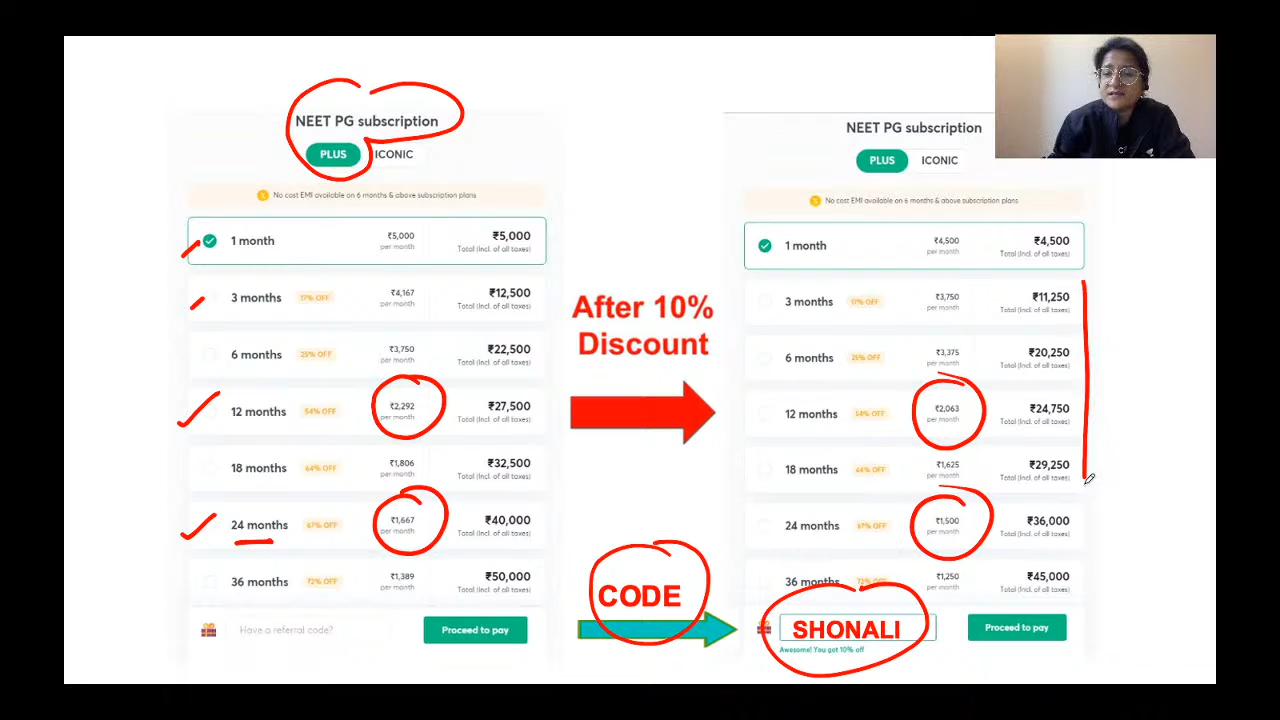 NEET PG subscription
PLUS ICONIC
No cost EMI available on 6 months & above subscription plans
1 month ₹5,000 per month ₹5,000 Total (Incl. of all taxes)
3 months 17% OFF ₹4,167 per month ₹12,500 Total (Incl. of all taxes)
6 months 25% OFF ₹3,750 per month ₹22,500 Total (Incl. of all taxes)
12 months 54% OFF ₹2,292 per month ₹27,500 Total (Incl. of all taxes)
18 months 64% OFF ₹1,806 per month ₹32,500 Total (Incl. of all taxes)
24 months 67% OFF ₹1,667 per month ₹40,000 Total (Incl. of all taxes)
36 months 72% OFF ₹1,389 per month ₹50,000
Have a referral code? Proceed to pay
After 10%
Discount
CODE
NEET PG subscription
PLUS ICONIC
No cost EMI available on 6 months & above subscription plans
1 month ₹4,500 per month ₹4,500 Total (Incl. of all taxes)
3 months 17% OFF ₹3,750 per month ₹11,250 Total (Incl. of all taxes)
6 months 25% OFF ₹3,375 per month ₹20,250 Total (Incl. of all taxes)
12 months 54% OFF ₹2,063 per month ₹24,750 Total (Incl. of all taxes)
18 months 64% OFF ₹1,625 per month ₹29,250 Total (Incl. of all taxes)
24 months 67% OFF ₹1,500 per month ₹36,000 Total (Incl. of all taxes)
36 months 72% OFF ₹1,250 per month ₹45,000 Total (Incl. of all taxes)
SHONALI Proceed to pay
Awesome! You got 10% off